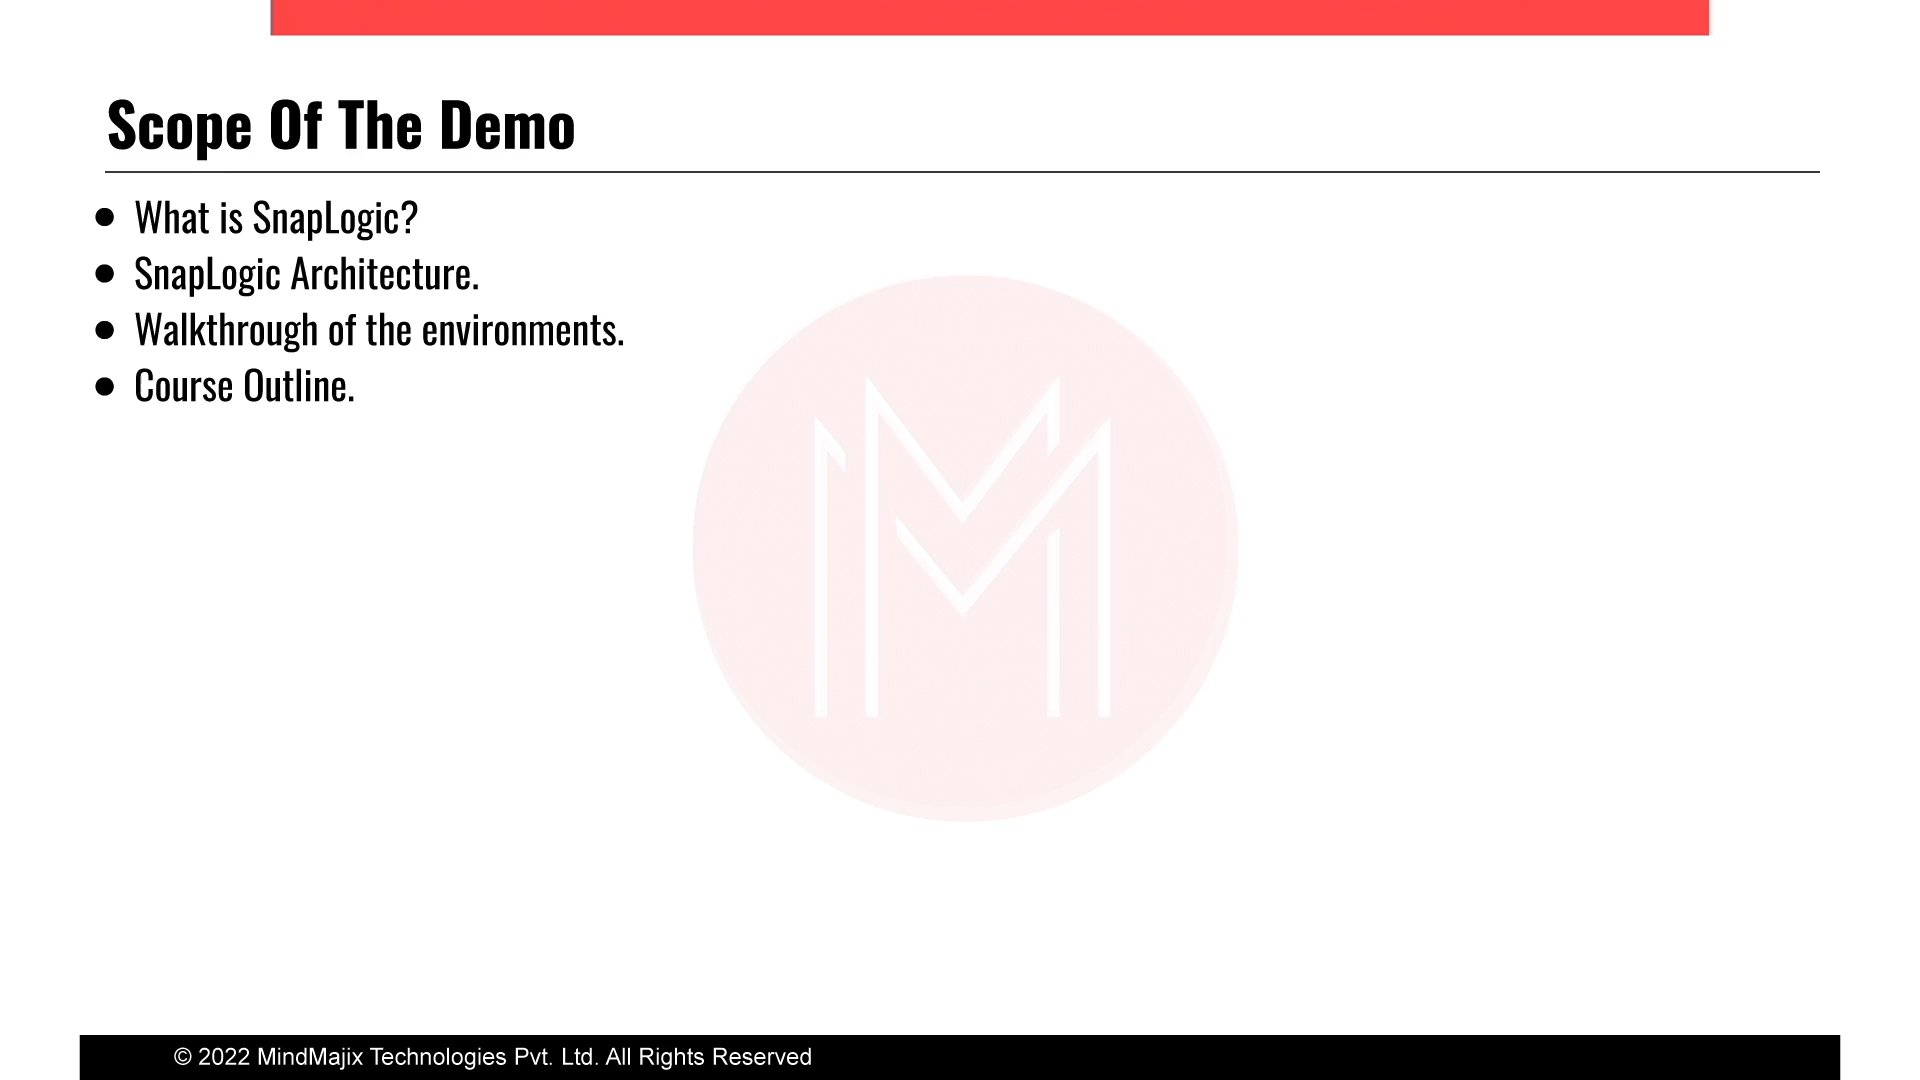 Scope Of The Demo
● What is SnapLogic?
● SnapLogic Architecture.
● Walkthrough of the environments.
● Course Outline.
© 2022 MindMajix Technologies Pvt. Ltd. All Rights Reserved